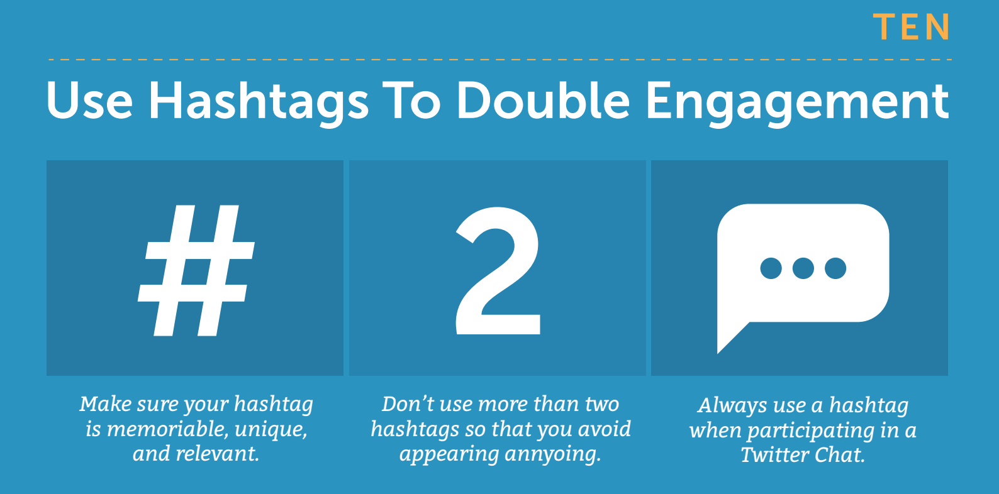 TEN
Use Hashtags To Double Engagement
#
2
Make sure your hashtag
is memoriable, unique,
and relevant.
Don't use more than two
hashtags so that you avoid
appearing annyoing.
Always use a hashtag
when participating in a
Twitter Chat.